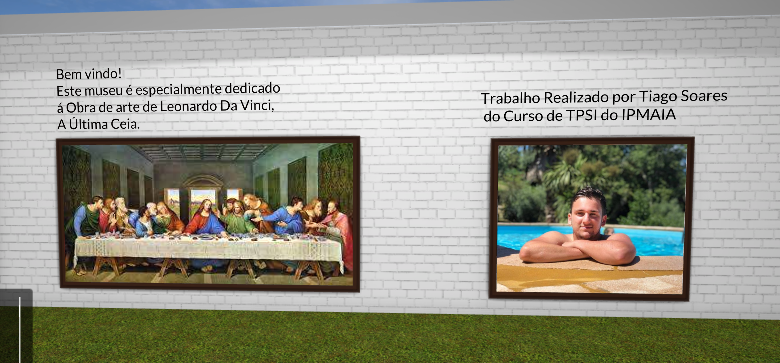 Bem vindo!
Este museu é especialmente dedicado
á Obra de arte de Leonardo Da Vinci,
A Última Ceia.
Trabalho Realizado por Tiago Soares
do Curso de TPSI do IPMAIA